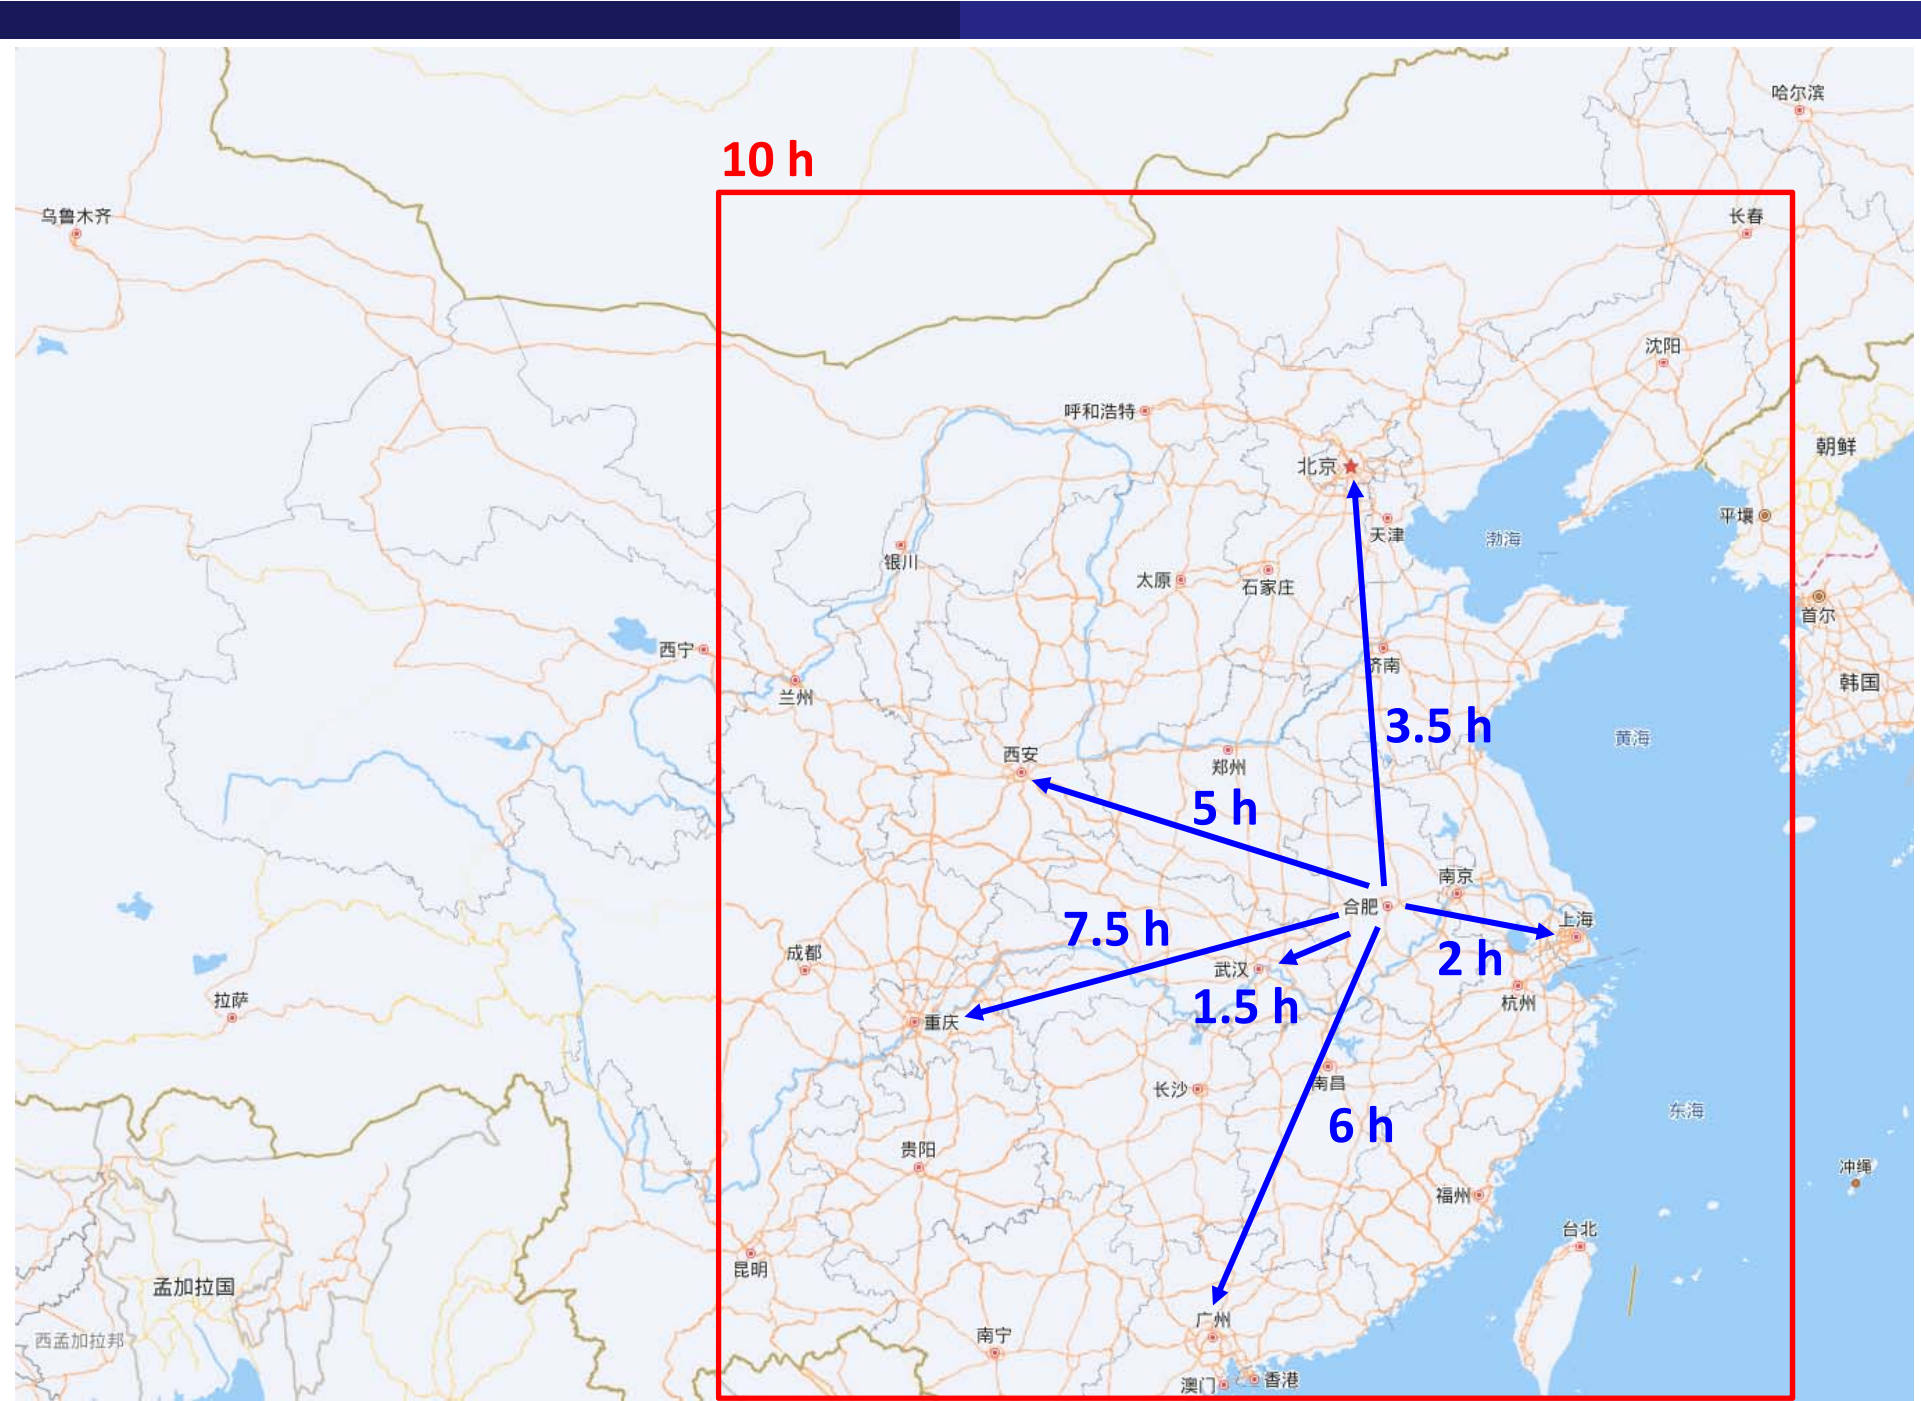 哈尔滨
10 h
乌鲁木齐
长春
沈阳
呼和浩特
朝鲜
北京
平壤
天津
渤海
银川
太原
石家庄
首尔
西宁
济南
兰州
韩国
3.5 h
黄海
西安
郑州
5 h
南京
合肥
上海
7.5 h
成都
2 h
武汉
拉萨
1.5 h
杭州
重庆
南昌
长沙
东海
6 h
贵阳
冲绳
福州
台北
昆明
孟加拉国
广州
南宁
西孟加拉邦
香港
澳门